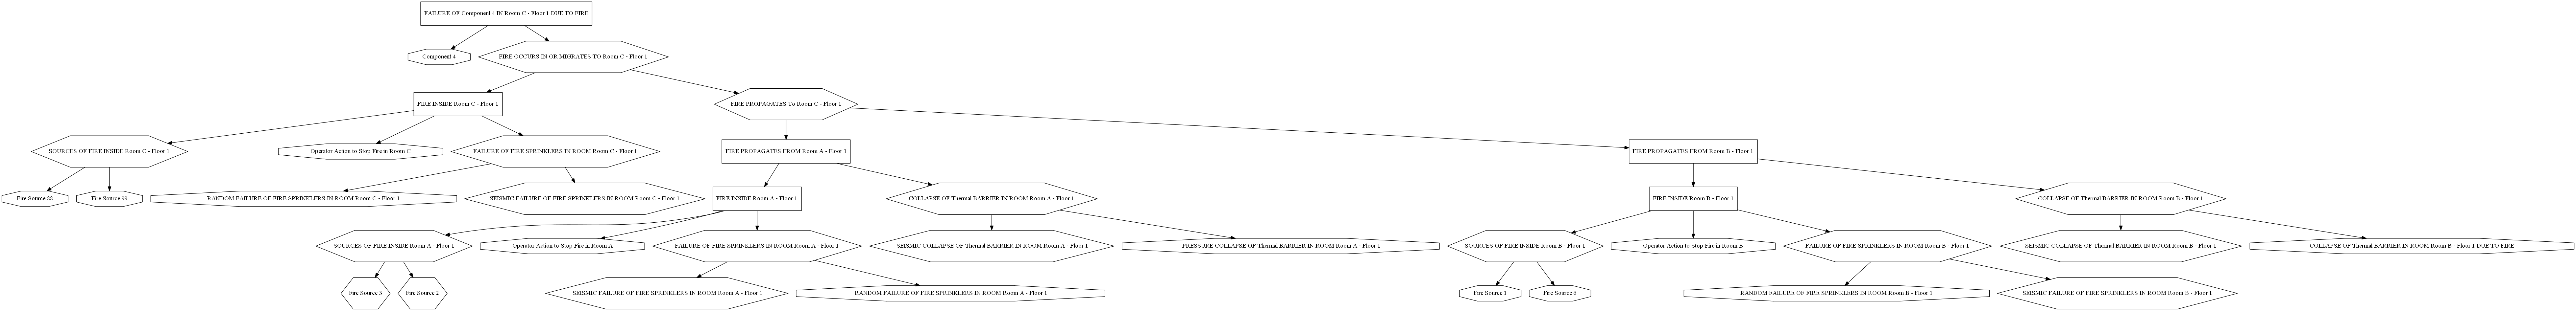 FAILURE OF Component 4 IN Room C - Floor 1 DUE TO FIRE
Component 4
FIRE OCCURS IN OR MIGRATES TO Room C - Floor 1
FIRE INSIDE Room C - Floor 1
FIRE PROPAGATES To Room C - Floor 1
SOURCES OF FIRE INSIDE Room C - Floor 1
Operator Action to Stop Fire in Room C
FAILURE OF FIRE SPRINKLERS IN ROOM Room C - Floor 1
FIRE PROPAGATES FROM Room A - Floor 1
FIRE PROPAGATES FROM Room B - Floor 1
Fire Source 88
Fire Source 99
RANDOM FAILURE OF FIRE SPRINKLERS IN ROOM Room C - Floor 1
SEISMIC FAILURE OF FIRE SPRINKLERS IN ROOM Room C - Floor 1
FIRE INSIDE Room A - Floor 1
COLLAPSE OF Thermal BARRIER IN ROOM Room A - Floor 1
FIRE INSIDE Room B - Floor 1
COLLAPSE OF Thermal BARRIER IN ROOM Room B - Floor 1
SOURCES OF FIRE INSIDE Room A - Floor 1
Operator Action to Stop Fire in Room A
FAILURE OF FIRE SPRINKLERS IN ROOM Room A - Floor 1
SEISMIC COLLAPSE OF Thermal BARRIER IN ROOM Room A - Floor 1
PRESSURE COLLAPSE OF Thermal BARRIER IN ROOM Room A - Floor 1
SOURCES OF FIRE INSIDE Room B - Floor 1
Operator Action to Stop Fire in Room B
FAILURE OF FIRE SPRINKLERS IN ROOM Room B - Floor 1
SEISMIC COLLAPSE OF Thermal BARRIER IN ROOM Room B - Floor 1
COLLAPSE OF Thermal BARRIER IN ROOM Room B - Floor 1 DUE TO FIRE
Fire Source 3
Fire Source 2
SEISMIC FAILURE OF FIRE SPRINKLERS IN ROOM Room A - Floor 1
RANDOM FAILURE OF FIRE SPRINKLERS IN ROOM Room A - Floor 1
Fire Source 1
Fire Source 6
RANDOM FAILURE OF FIRE SPRINKLERS IN ROOM Room B - Floor 1
SEISMIC FAILURE OF FIRE SPRINKLERS IN ROOM Room B - Floor 1